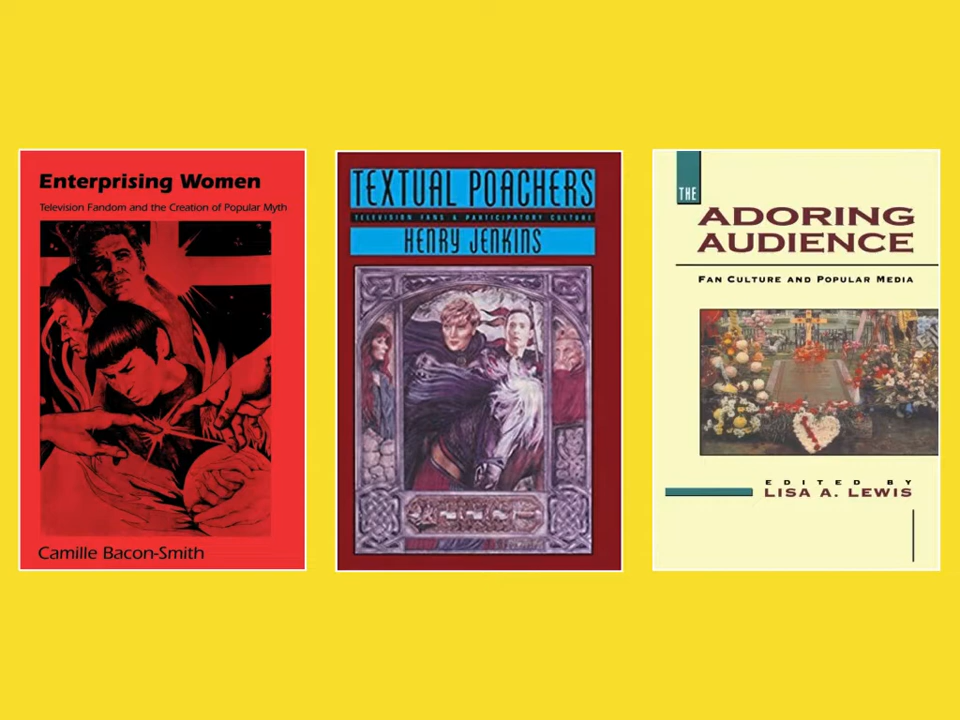 Enterprising Women
Television Fandom and the Creation of Popular Myth
Camille Bacon-Smith
TEXTUAL POACHERS
TELEVISION FANS & PARTICIPATORY CULTURE
HENRY JENKINS
THE
ADORING
AUDIENCE
FAN CULTURE AND POPULAR MEDIA
EDITED BY
LISA A. LEWIS